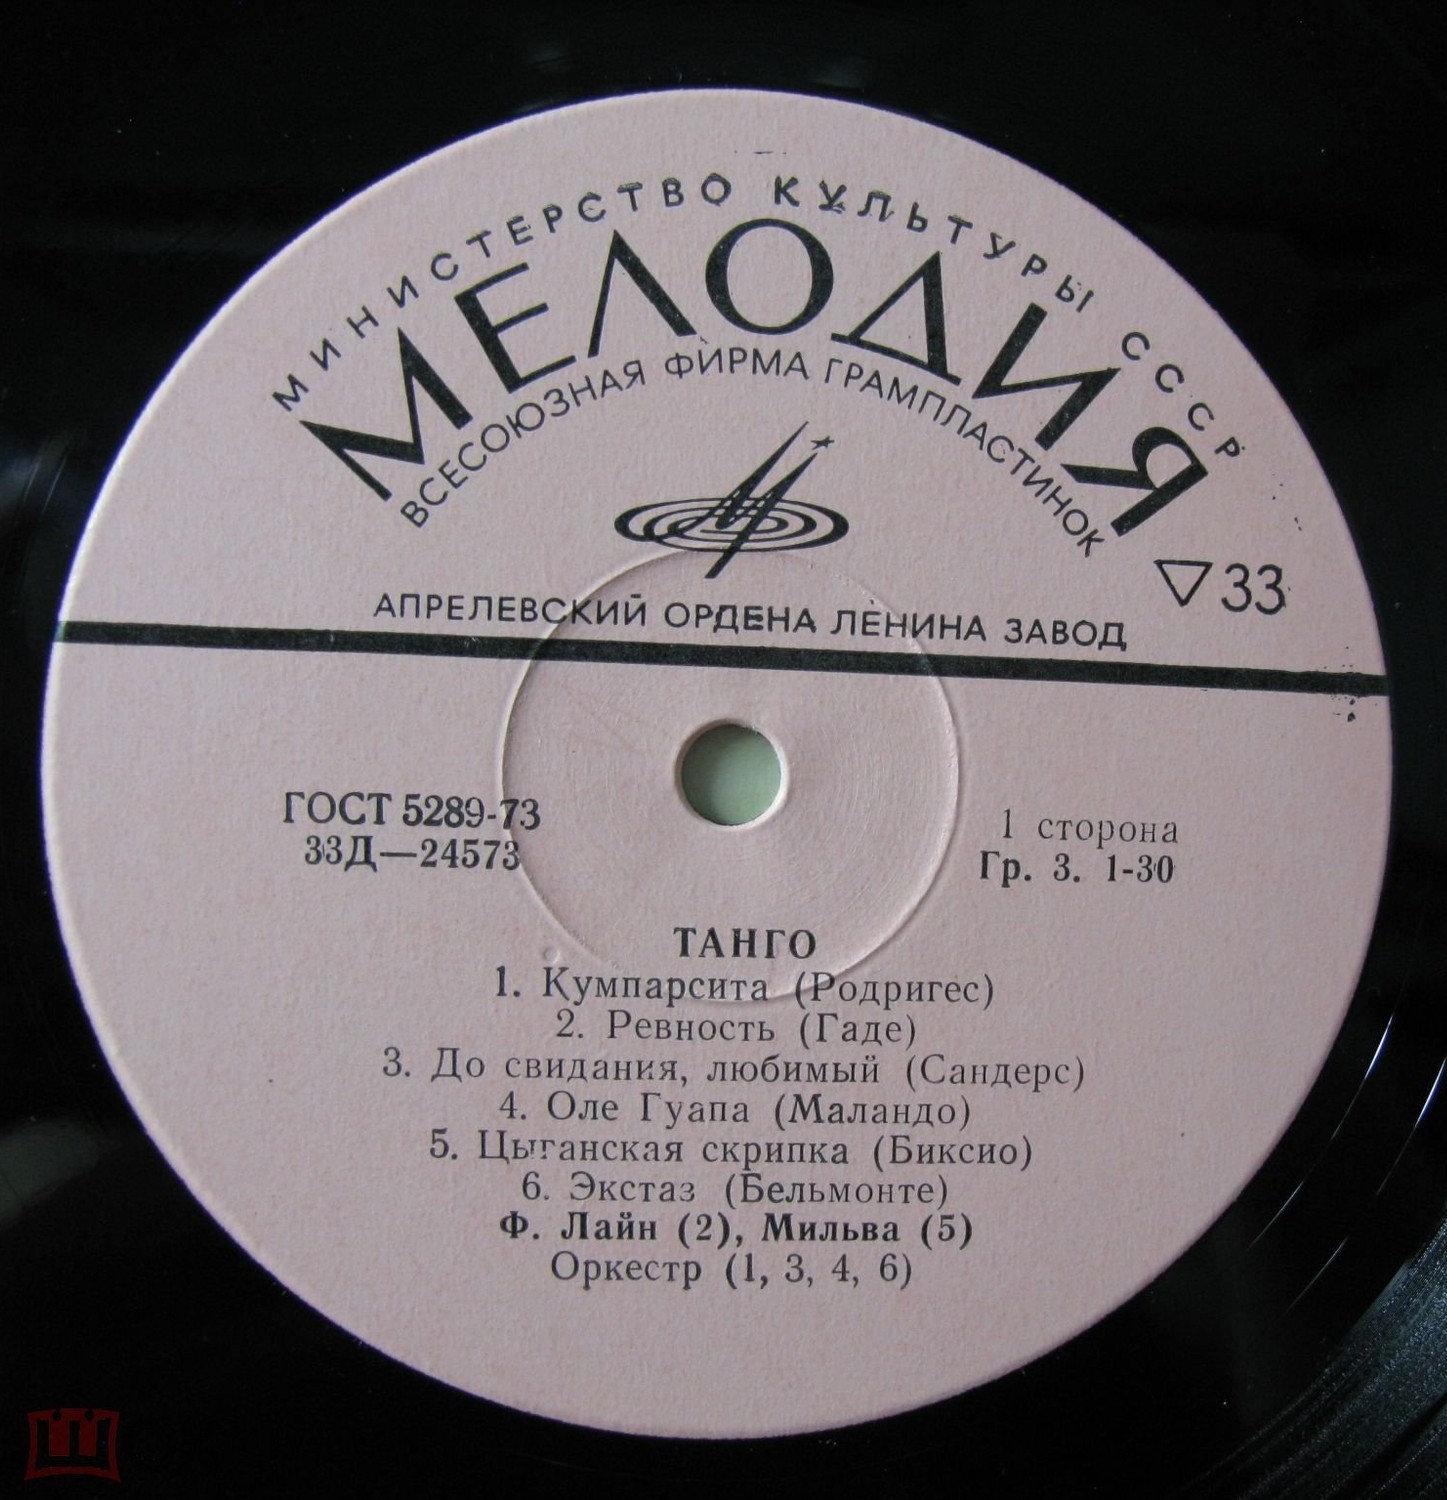 МИНИСТЕРСТВО КУЛЬТУРЫ СССР
МЕЛОДИЯ
ВСЕСОЮЗНАЯ ФИРМА ГРАМПЛАСТИНОК
33
АПРЕЛЕВСКИЙ ОРДЕНА ЛЕНИНА ЗАВОД
ГОСТ 5289-73
33Д—24573
1 сторона
Гр. 3. 1-30
ТАНГО
1. Кумпарсита (Родригес)
2. Ревность (Гаде)
3. До свидания, любимый (Сандерс)
4. Оле Гуапа (Маландо)
5. Цыганская скрипка (Биксио)
6. Экстаз (Бельмонте)
Ф. Лайн (2), Мильва (5)
Оркестр (1, 3, 4, 6)